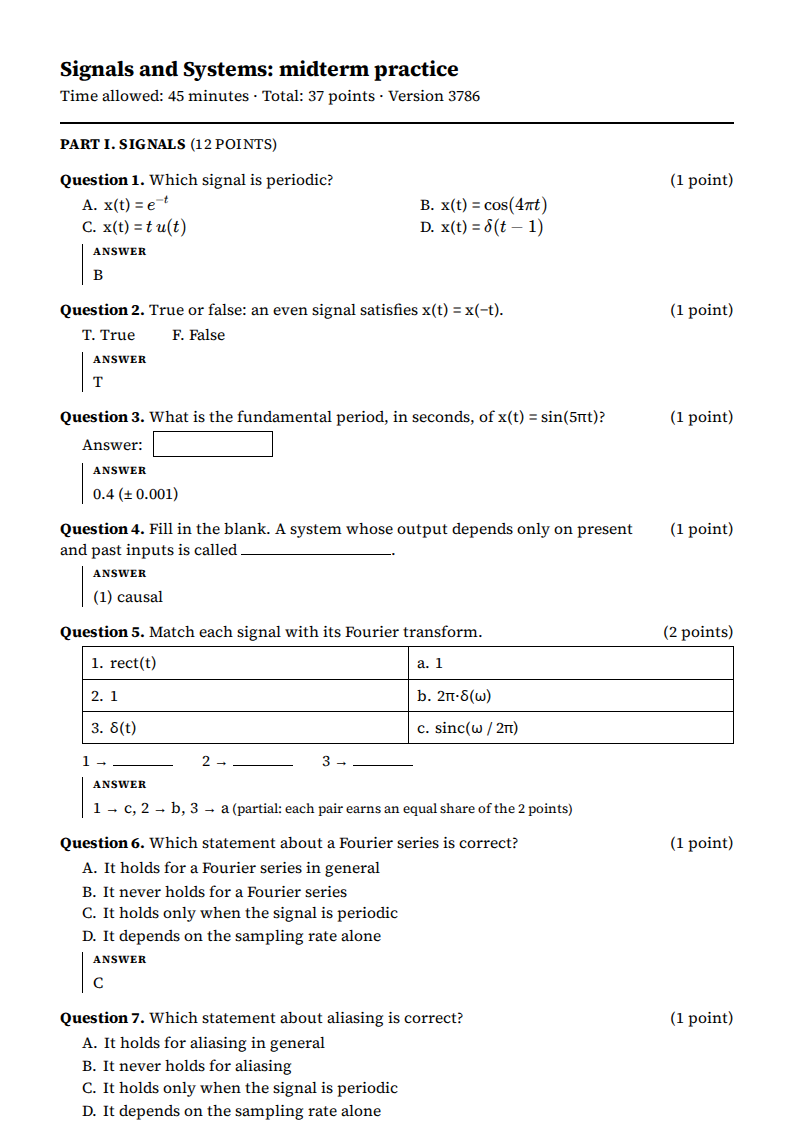 Signals and Systems: midterm practice
Time allowed: 45 minutes · Total: 37 points · Version 3786
PART I. SIGNALS (12 POINTS)
Question 1. Which signal is periodic? (1 point)
A. x(t) = e^{−t} B. x(t) = cos(4πt)
C. x(t) = t u(t) D. x(t) = δ(t − 1)
ANSWER
B
Question 2. True or false: an even signal satisfies x(t) = x(−t). (1 point)
T. True F. False
ANSWER
T
Question 3. What is the fundamental period, in seconds, of x(t) = sin(5πt)? (1 point)
Answer:
ANSWER
0.4 (± 0.001)
Question 4. Fill in the blank. A system whose output depends only on present (1 point)
and past inputs is called ____________________.
ANSWER
(1) causal
Question 5. Match each signal with its Fourier transform. (2 points)
1. rect(t) a. 1
2. 1 b. 2π·δ(ω)
3. δ(t) c. sinc(ω / 2π)
1 → ________ 2 → ________ 3 → ________
ANSWER
1 → c, 2 → b, 3 → a (partial: each pair earns an equal share of the 2 points)
Question 6. Which statement about a Fourier series is correct? (1 point)
A. It holds for a Fourier series in general
B. It never holds for a Fourier series
C. It holds only when the signal is periodic
D. It depends on the sampling rate alone
ANSWER
C
Question 7. Which statement about aliasing is correct? (1 point)
A. It holds for aliasing in general
B. It never holds for aliasing
C. It holds only when the signal is periodic
D. It depends on the sampling rate alone